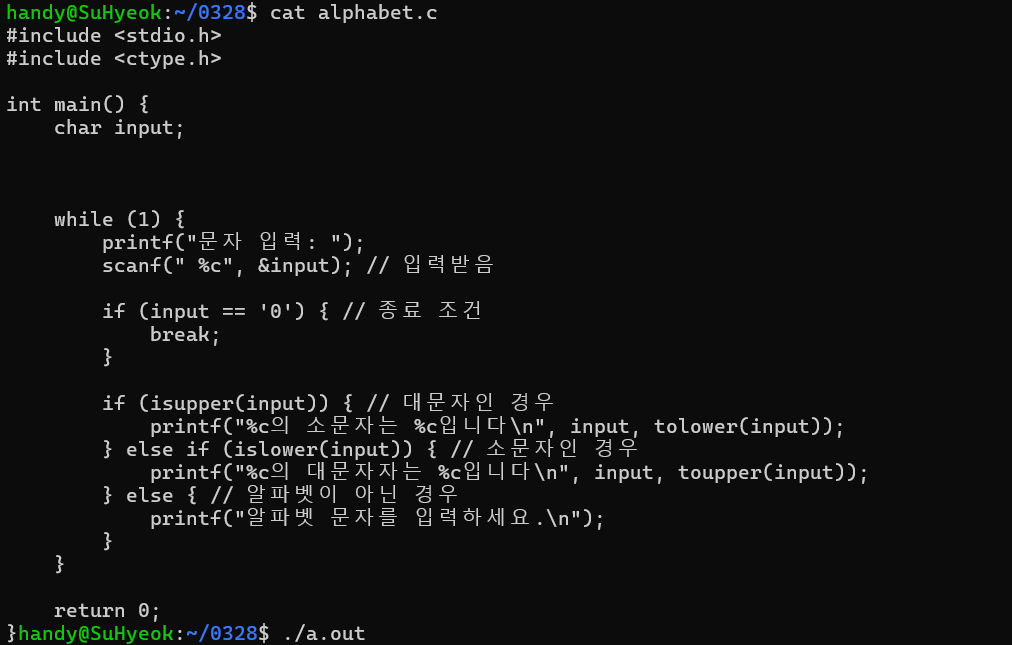 handy@SuHyeok:~/0328$ cat alphabet.c
#include <stdio.h>
#include <ctype.h>

int main() {
    char input;



    while (1) {
        printf("문자 입력: ");
        scanf(" %c", &input); // 입력받음

        if (input == '0') { // 종료 조건
            break;
        }

        if (isupper(input)) { // 대문자인 경우
            printf("%c의 소문자는 %c입니다\n", input, tolower(input));
        } else if (islower(input)) { // 소문자인 경우
            printf("%c의 대문자자는 %c입니다\n", input, toupper(input));
        } else { // 알파벳이 아닌 경우
            printf("알파벳 문자를 입력하세요.\n");
        }
    }

    return 0;
}handy@SuHyeok:~/0328$ ./a.out